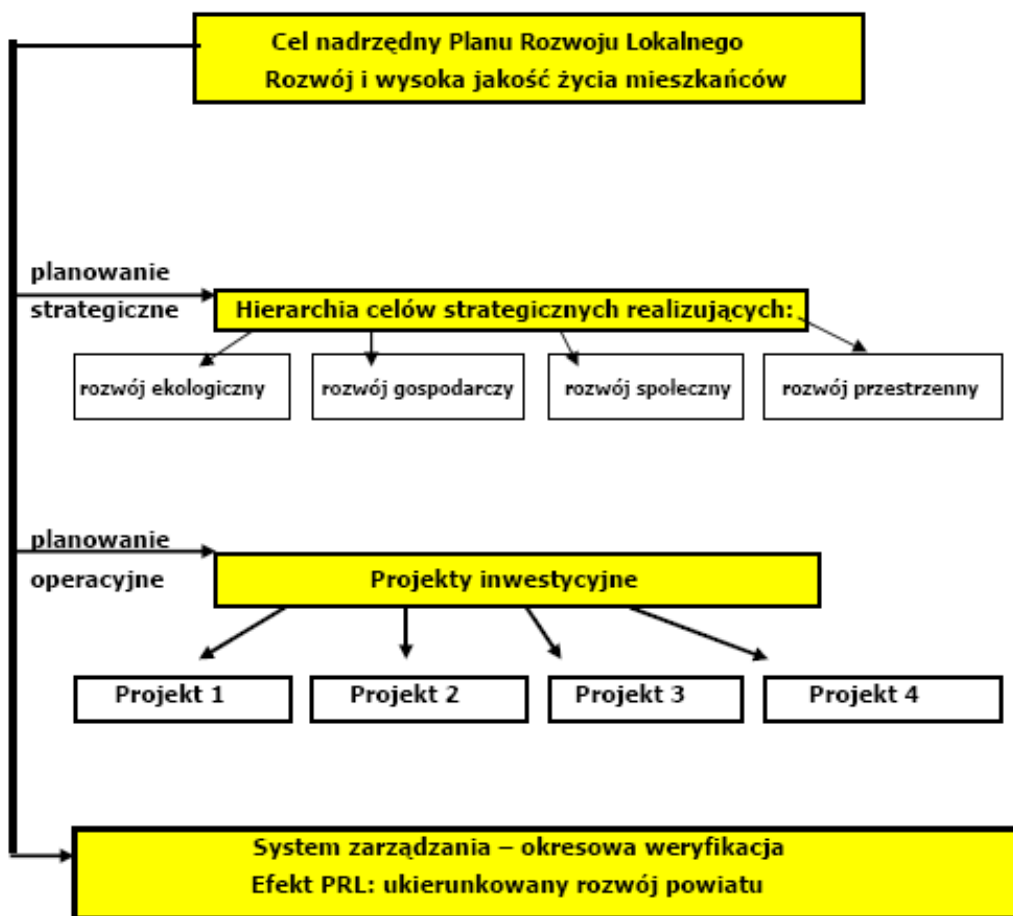 Cel nadrzędny Planu Rozwoju Lokalnego
Rozwój i wysoka jakość życia mieszkańców
planowanie
strategiczne
Hierarchia celów strategicznych realizujących:
rozwój ekologiczny
rozwój gospodarczy
rozwój społeczny
rozwój przestrzenny
planowanie
operacyjne
Projekty inwestycyjne
Projekt 1
Projekt 2
Projekt 3
Projekt 4
System zarządzania – okresowa weryfikacja
Efekt PRL: ukierunkowany rozwój powiatu